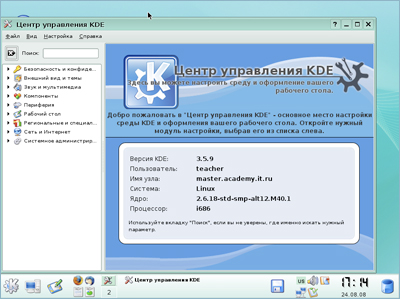 Центр управления KDE
Файл Вид Настройка Справка
Поиск:
Безопасность и конфиде...
Внешний вид и темы
Звук и мультимедиа
Компоненты
Периферия
Рабочий стол
Региональные и специал...
Сеть и Интернет
Системное админист...
Центр управления KDE
Здесь вы можете настроить среду и оформление вашего
рабочего стола.
Добро пожаловать в "Центр управления KDE" - основное место настройки
среды KDE и оформления вашего рабочего стола. Откройте нужный
модуль настройки, выбрав его из списка слева.
Версия KDE: 3.5.9
Пользователь: teacher
Имя узла: master.academy.it.ru
Система: Linux
Ядро: 2.6.18-std-smp-alt12.M40.1
Процессор: i686
Используйте вкладку "Поиск", если вы не уверены, где именно искать нужный
параметр.
2
Центр управления KDE
us
17:14
24.08.08